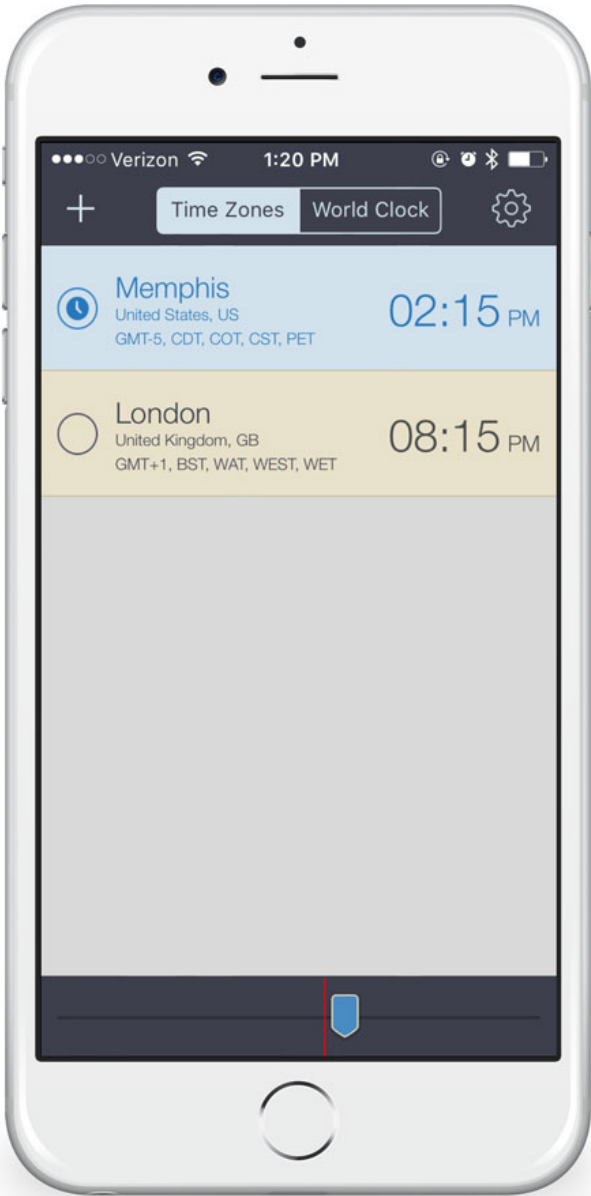 Verizon 1:20 PM
Time Zones World Clock
Memphis
United States, US
GMT-5, CDT, COT, CST, PET
02:15 PM
London
United Kingdom, GB
GMT+1, BST, WAT, WEST, WET
08:15 PM